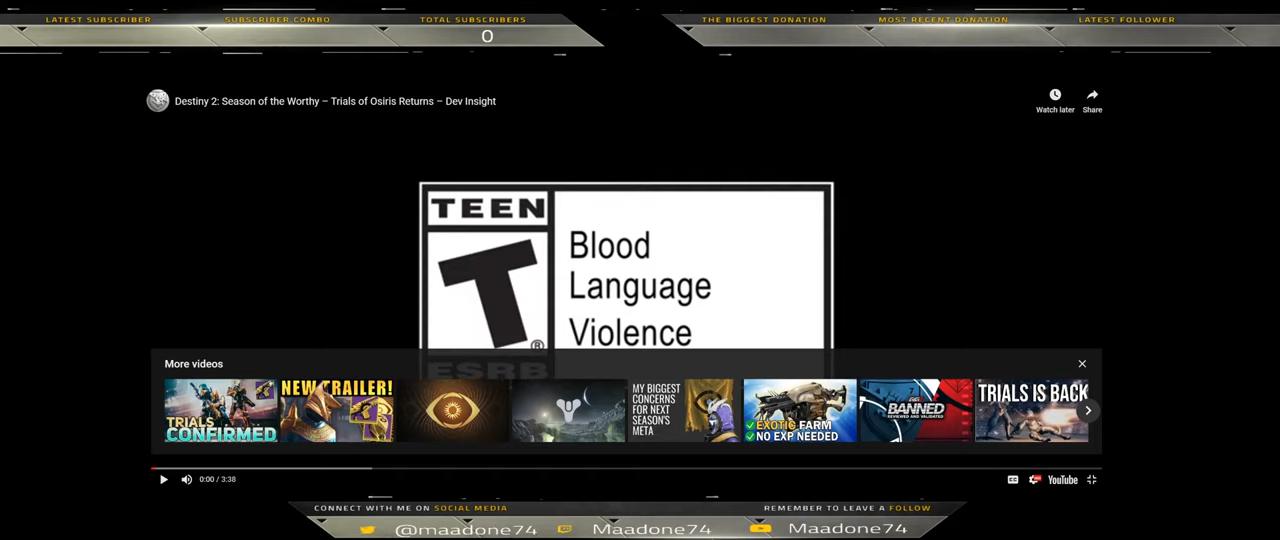 LATEST SUBSCRIBER
SUBSCRIBER COMBO
TOTAL SUBSCRIBERS
0
THE BIGGEST DONATION
MOST RECENT DONATION
LATEST FOLLOWER
Destiny 2: Season of the Worthy – Trials of Osiris Returns – Dev Insight
Watch later
Share
TEEN
T®
ESRB
Blood
Language
Violence
More videos
TRIALS
CONFIRMED
NEW TRAILER!
MY BIGGEST
CONCERNS
FOR NEXT
SEASON'S
META
EXOTIC FARM
NO EXP NEEDED
BANNED
TRIALS IS BACK
0:00 / 3:38
CC
YouTube
CONNECT WITH ME ON SOCIAL MEDIA
REMEMBER TO LEAVE A FOLLOW
@maadone74
Maadone74
Maadone74